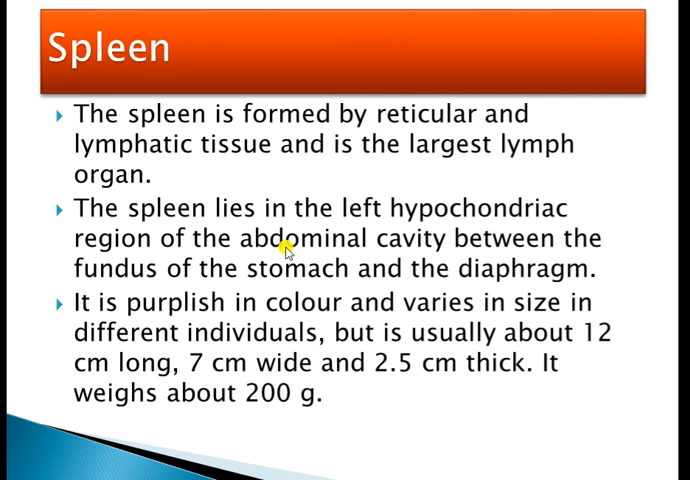 Spleen
The spleen is formed by reticular and
lymphatic tissue and is the largest lymph
organ.
The spleen lies in the left hypochondriac
region of the abdominal cavity between the
fundus of the stomach and the diaphragm.
It is purplish in colour and varies in size in
different individuals, but is usually about 12
cm long, 7 cm wide and 2.5 cm thick. It
weighs about 200 g.